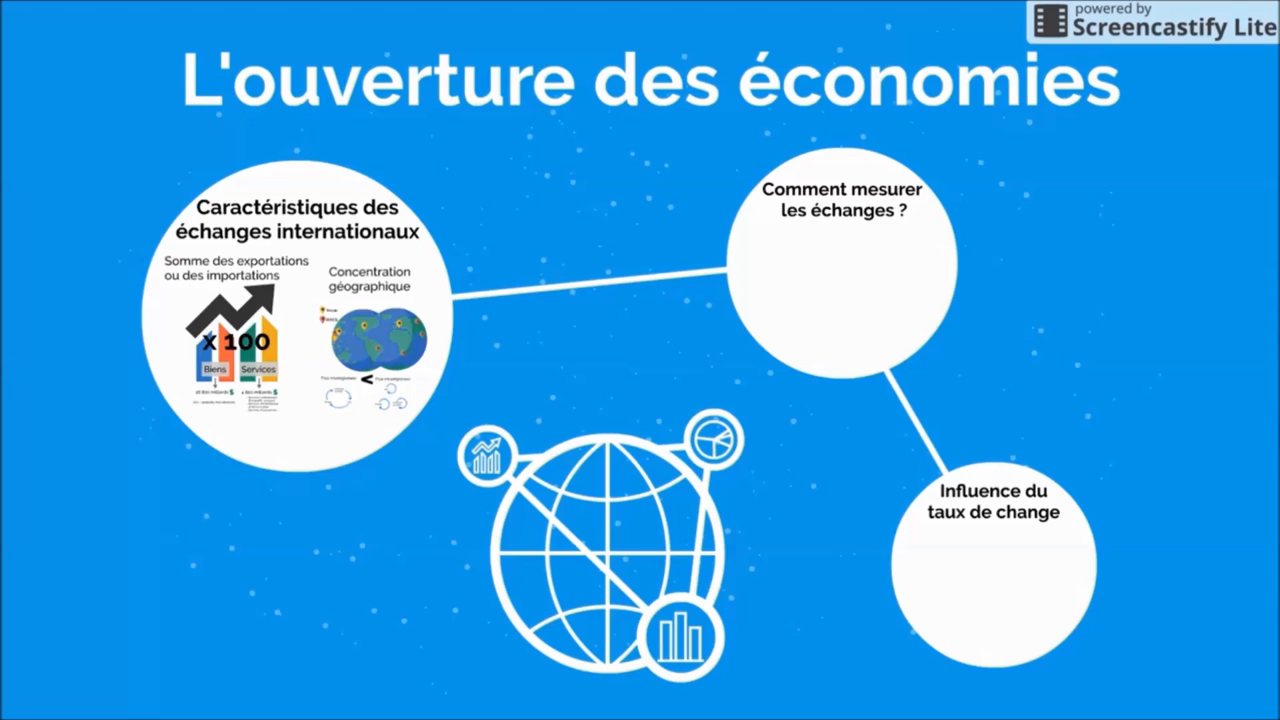 powered by
Screencastify Lite
L'ouverture des économies
Caractéristiques des
échanges internationaux
Somme des exportations
ou des importations
x 100
Biens
Services
Concentration
géographique
<
Comment mesurer
les échanges ?
Influence du
taux de change